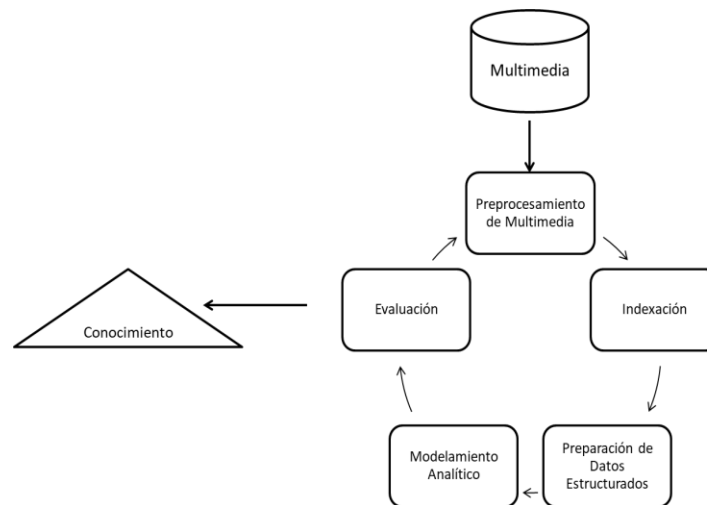 Multimedia
Preprocesamiento
de Multimedia
Evaluación
Indexación
Conocimiento
Modelamiento
Analítico
Preparación de
Datos
Estructurados